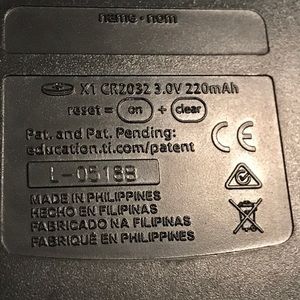 name • nom
X1 CR2032 3.0V 220mAh
reset = on + clear
Pat. and Pat. Pending:
education.ti.com/patent
CE
L-0518B
MADE IN PHILIPPINES
HECHO EN FILIPINAS
FABRICADO NA FILIPINAS
FABRIQUÉ EN PHILIPPINES